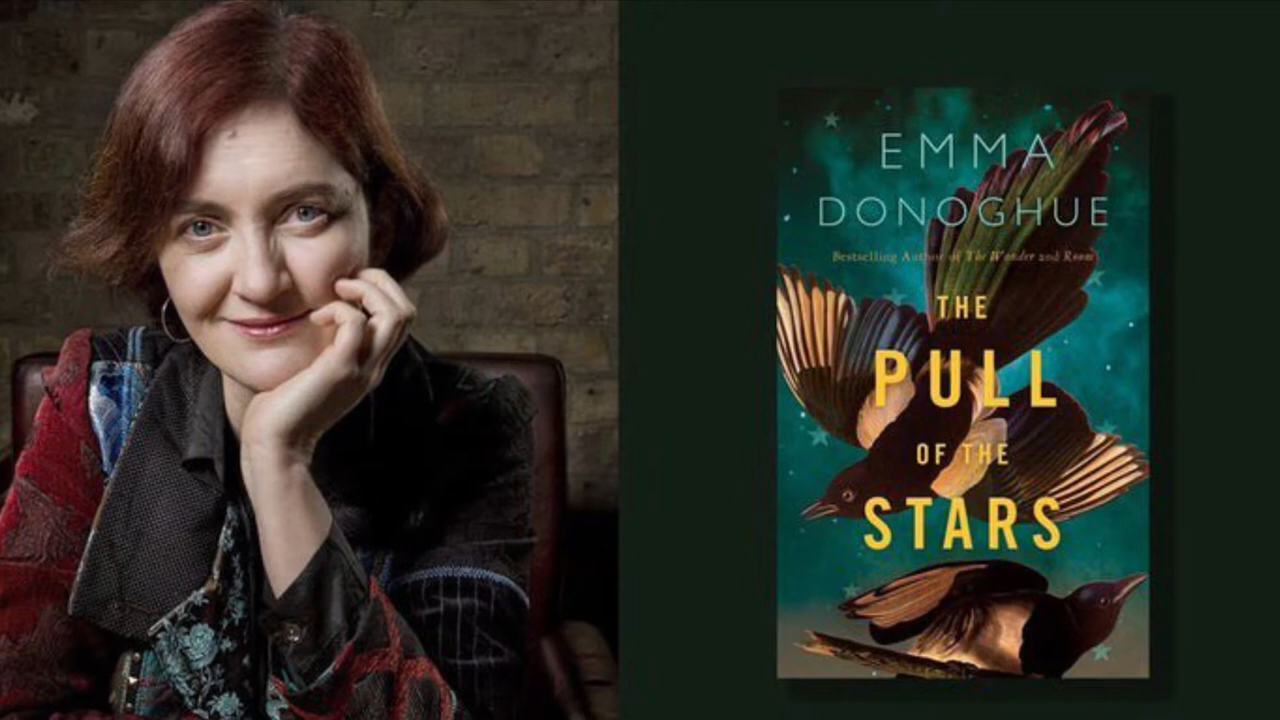 EMMA
DONOGHUE
Bestselling Author of The Wonder and Room
THE
PULL
OF THE
STARS